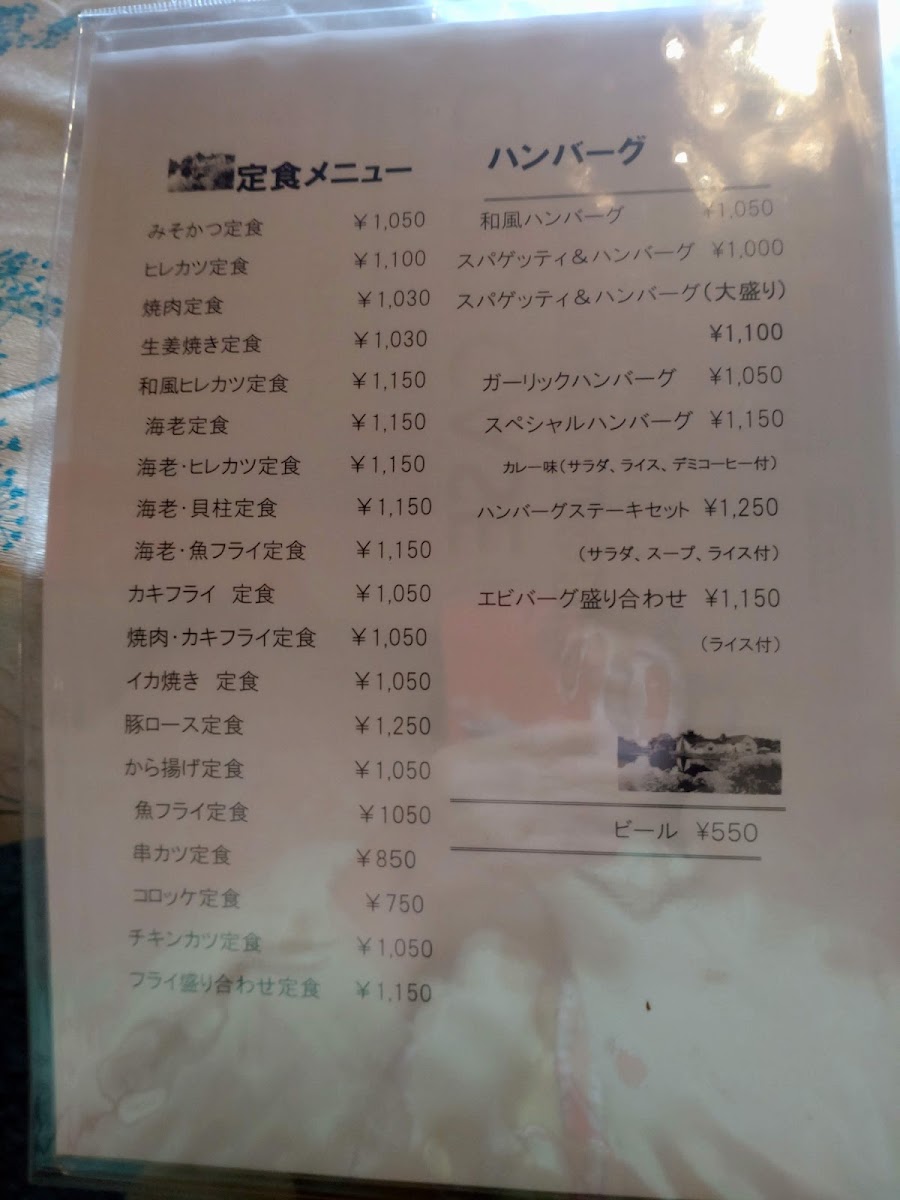 定食メニュー
みそかつ定食 ￥1,050
ヒレカツ定食 ￥1,100
焼肉定食 ￥1,030
生姜焼き定食 ￥1,030
和風ヒレカツ定食 ￥1,150
海老定食 ￥1,150
海老・ヒレカツ定食 ￥1,150
海老・貝柱定食 ￥1,150
海老・魚フライ定食 ￥1,150
カキフライ 定食 ￥1,050
焼肉・カキフライ定食 ￥1,050
イカ焼き 定食 ￥1,050
豚ロース定食 ￥1,250
から揚げ定食 ￥1,050
魚フライ定食 ￥1050
串カツ定食 ￥850
コロッケ定食 ￥750
チキンカツ定食 ￥1,050
フライ盛り合わせ定食 ￥1,150
ハンバーグ
和風ハンバーグ ￥1,050
スパゲッティ＆ハンバーグ ¥1,000
スパゲッティ＆ハンバーグ（大盛り）
¥1,100
ガーリックハンバーグ ¥1,050
スペシャルハンバーグ ¥1,150
カレー味（サラダ、ライス、デミコーヒー付）
ハンバーグステーキセット ¥1,250
（サラダ、スープ、ライス付）
エビバーグ盛り合わせ ¥1,150
（ライス付）
ビール ¥550